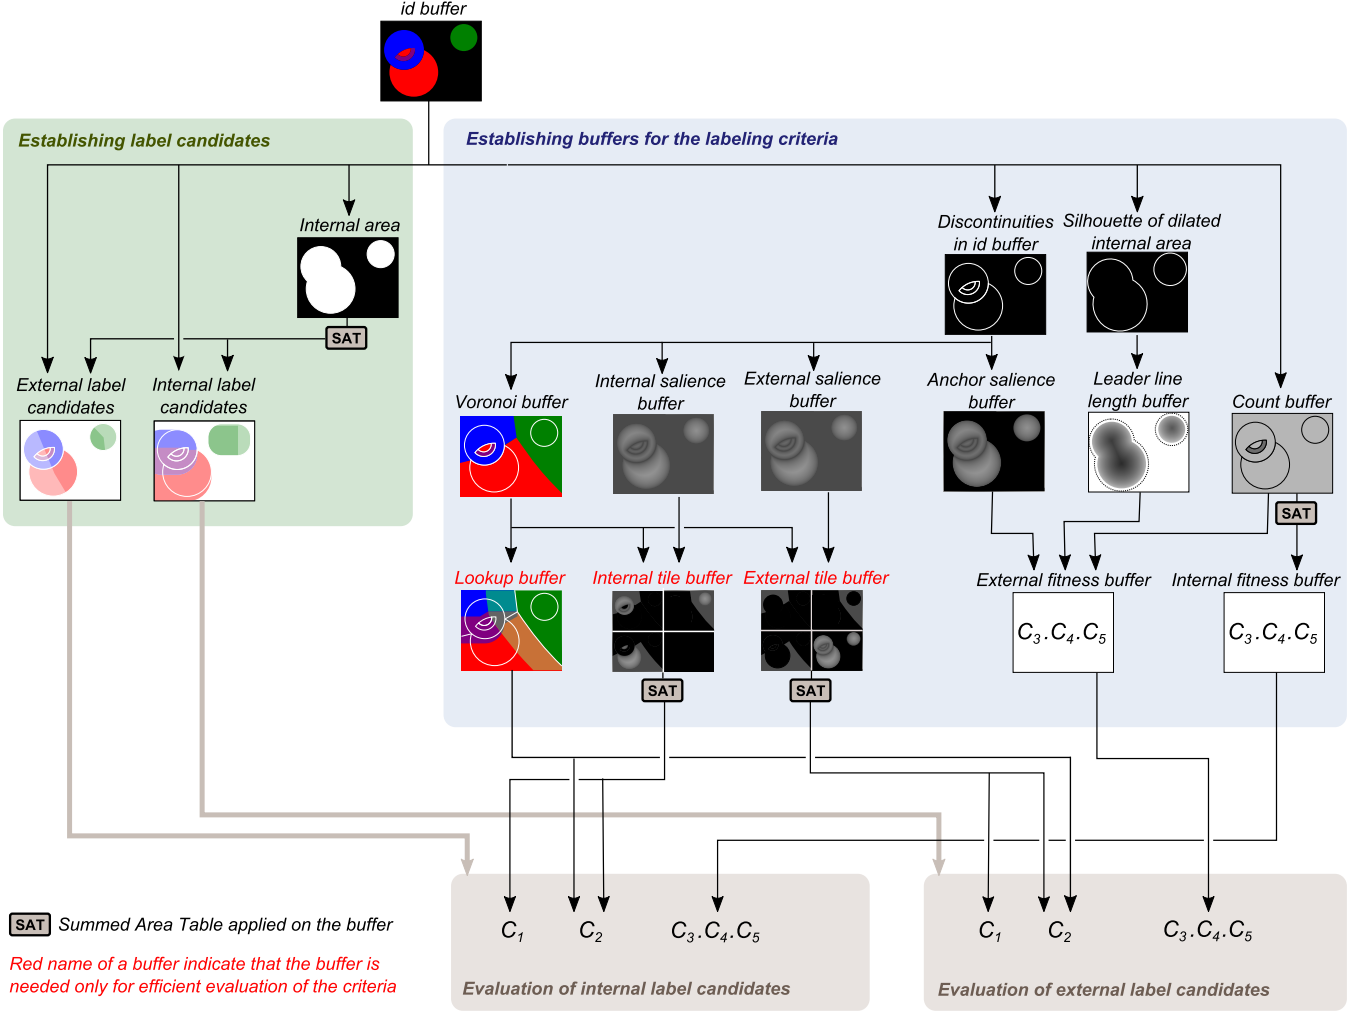 id buffer
Establishing label candidates
Establishing buffers for the labeling criteria
Internal area
Discontinuities
in id buffer
Silhouette of dilated
internal area
SAT
External label
candidates
Internal label
candidates
Voronoi buffer
Internal salience
buffer
External salience
buffer
Anchor salience
buffer
Leader line
length buffer
Count buffer
SAT
Lookup buffer
Internal tile buffer
External tile buffer
External fitness buffer
Internal fitness buffer
C3.C4.C5
C3.C4.C5
SAT
SAT
C1
C2
C3.C4.C5
C1
C2
C3.C4.C5
Evaluation of internal label candidates
Evaluation of external label candidates
SAT Summed Area Table applied on the buffer
Red name of a buffer indicate that the buffer is
needed only for efficient evaluation of the criteria